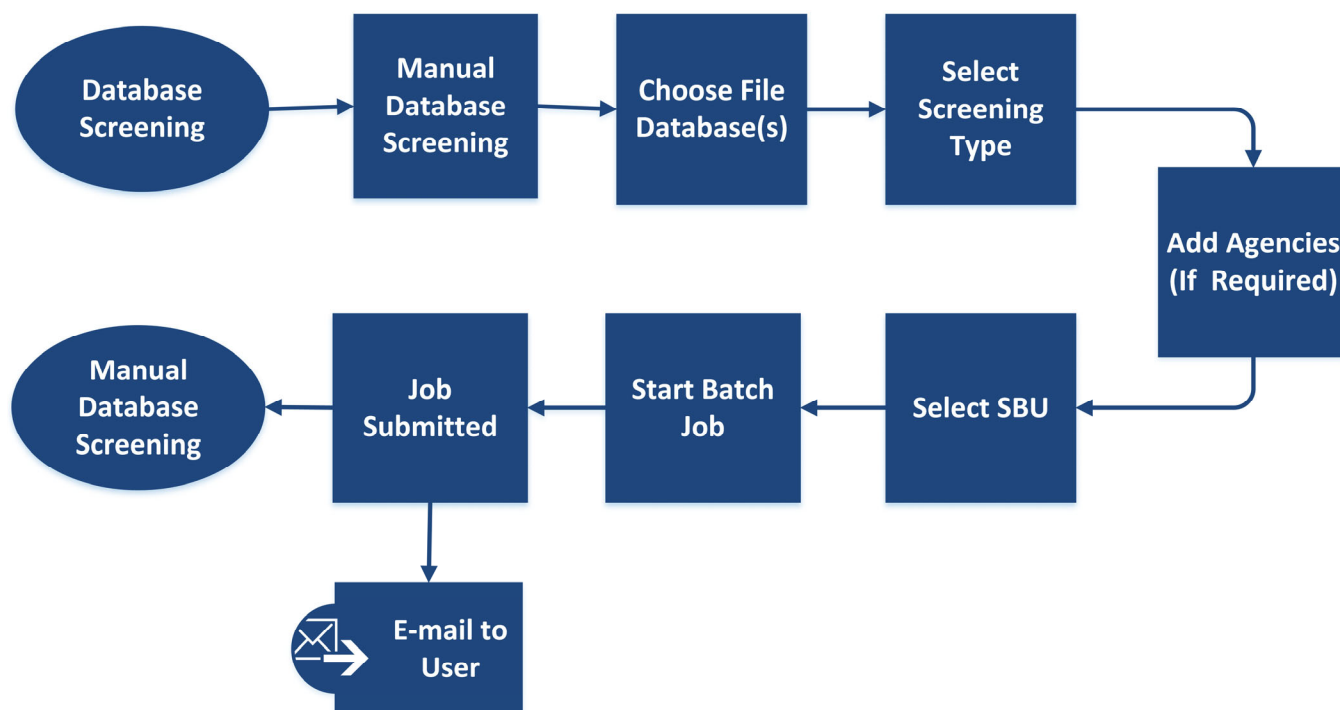 Database
Screening
Manual
Database
Screening
Choose File
Database(s)
Select
Screening
Type
Add Agencies
(If Required)
Select SBU
Start Batch
Job
Job
Submitted
Manual
Database
Screening
E-mail to
User